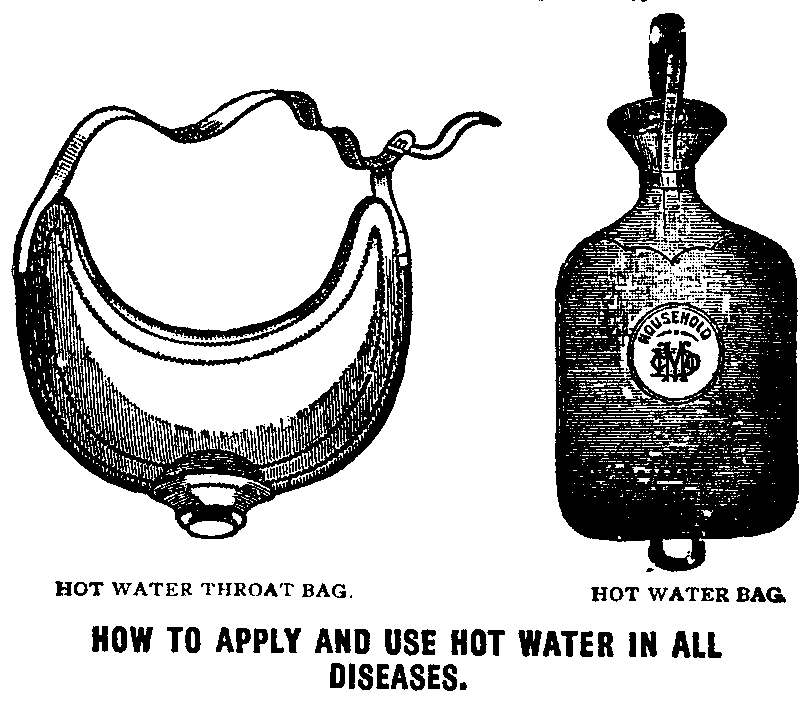 HOUSEHOLD
HOT WATER THROAT BAG.
HOT WATER BAG.
HOW TO APPLY AND USE HOT WATER IN ALL
DISEASES.